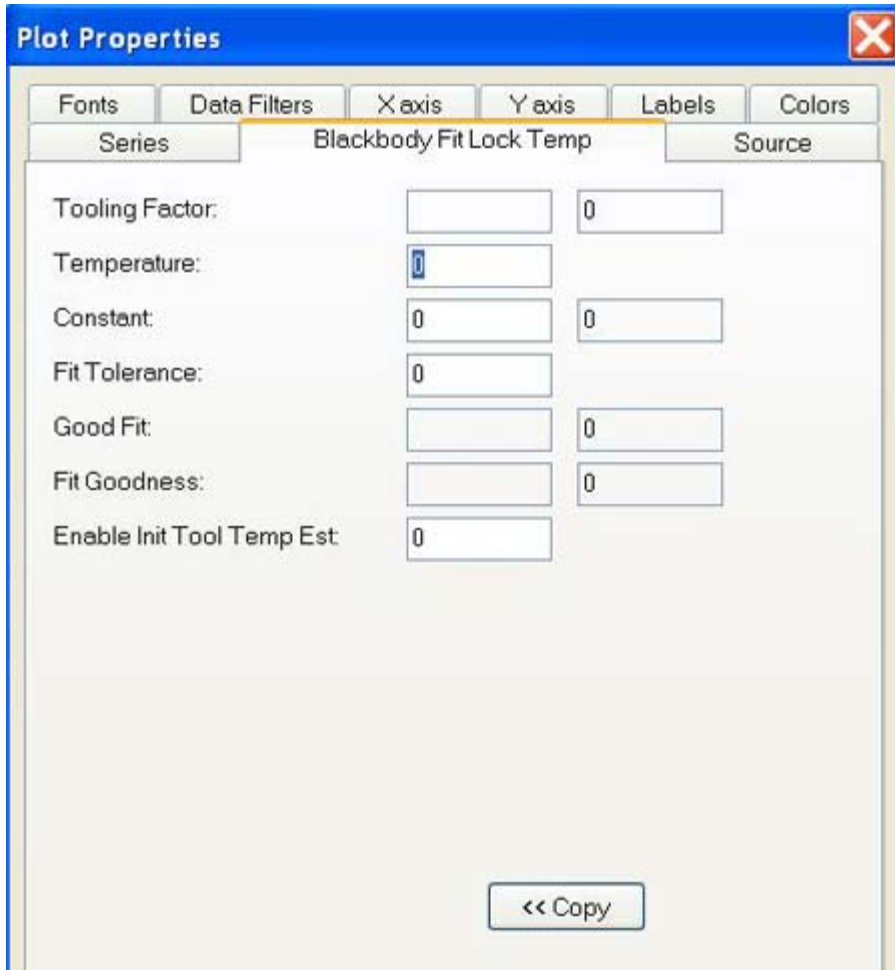 Plot Properties
Fonts Data Filters X axis Y axis Labels Colors
Series Blackbody Fit Lock Temp Source
Tooling Factor: 0
Temperature: 0
Constant: 0 0
Fit Tolerance: 0
Good Fit: 0
Fit Goodness: 0
Enable Init Tool Temp Est: 0
<< Copy